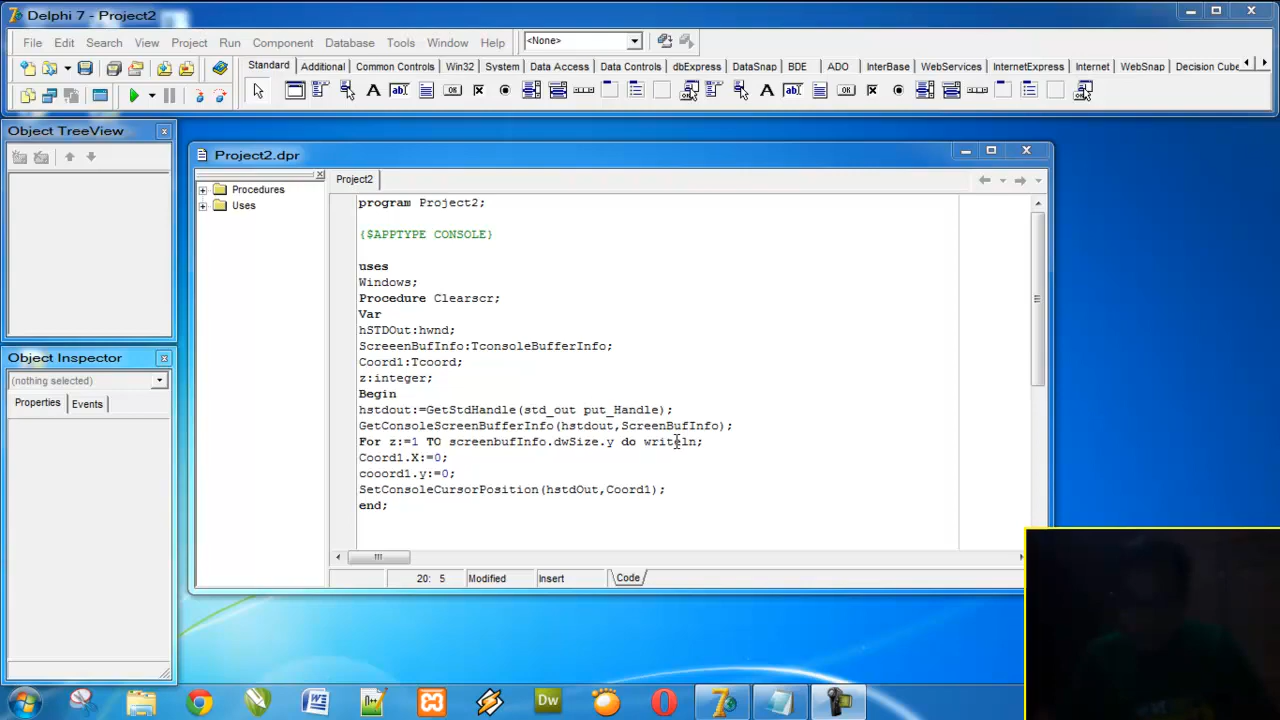 Delphi 7 - Project2
File Edit Search View Project Run Component Database Tools Window Help <None>
Standard Additional Common Controls Win32 System Data Access Data Controls dbExpress DataSnap BDE ADO InterBase WebServices InternetExpress Internet WebSnap Decision Cube
Object TreeView
Project2.dpr
Procedures
Uses
Project2
program Project2;
{$APPTYPE CONSOLE}
uses
Windows;
Procedure Clearscr;
Var
hSTDOut:hwnd;
ScreeenBufInfo:TconsoleBufferInfo;
Coord1:Tcoord;
z:integer;
Begin
hstdout:=GetStdHandle(std_out put_Handle);
GetConsoleScreenBufferInfo(hstdout,ScreenBufInfo);
For z:=1 TO screenbufInfo.dwSize.y do writeln;
Coord1.X:=0;
cooord1.y:=0;
SetConsoleCursorPosition(hstdOut,Coord1);
end;
Object Inspector
(nothing selected)
Properties Events
20: 5 Modified Insert Code
Dw